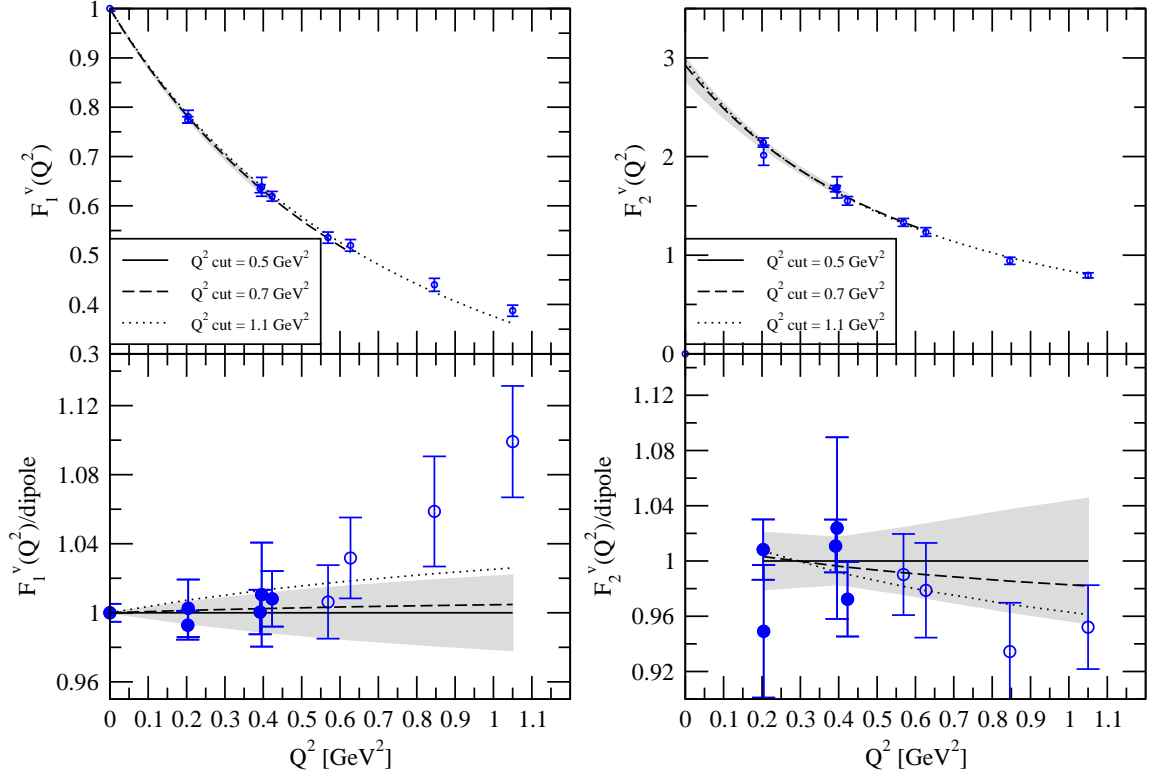 1
0.9
0.8
0.7
0.6
0.5
0.4
0.3
F₁ᵛ(Q²)
Q² cut = 0.5 GeV²
Q² cut = 0.7 GeV²
Q² cut = 1.1 GeV²
3
2
1
0
F₂ᵛ(Q²)
Q² cut = 0.5 GeV²
Q² cut = 0.7 GeV²
Q² cut = 1.1 GeV²
1.12
1.08
1.04
1
0.96
F₁ᵛ(Q²)/dipole
0 0.1 0.2 0.3 0.4 0.5 0.6 0.7 0.8 0.9 1 1.1
Q² [GeV²]
1.12
1.08
1.04
1
0.96
0.92
F₂ᵛ(Q²)/dipole
0 0.1 0.2 0.3 0.4 0.5 0.6 0.7 0.8 0.9 1 1.1
Q² [GeV²]